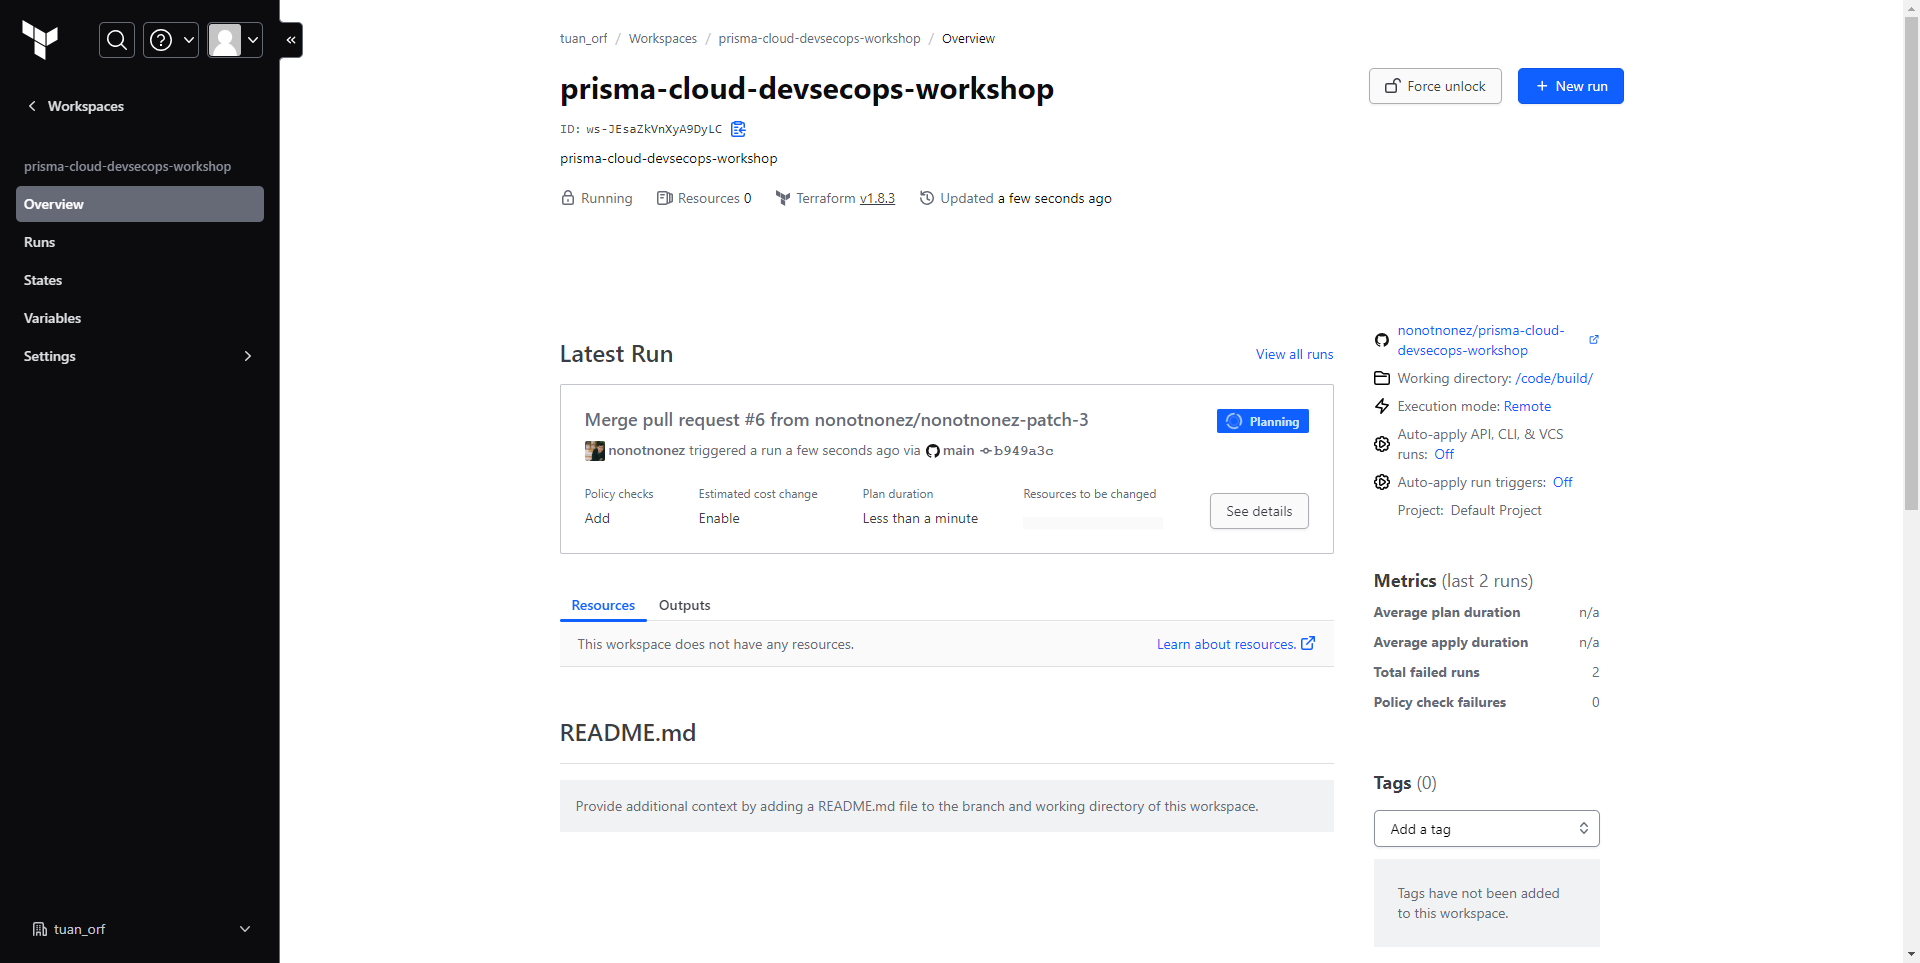 Workspaces
prisma-cloud-devsecops-workshop
Overview
Runs
States
Variables
Settings
tuan_orf
tuan_orf / Workspaces / prisma-cloud-devsecops-workshop / Overview
prisma-cloud-devsecops-workshop
Force unlock
+ New run
ID: ws-JEsaZkVnXyA9DyLC
prisma-cloud-devsecops-workshop
Running Resources 0 Terraform v1.8.3 Updated a few seconds ago
Latest Run
View all runs
Merge pull request #6 from nonotnonez/nonotnonez-patch-3
Planning
nonotnonez triggered a run a few seconds ago via main b949a3c
Policy checks Estimated cost change Plan duration Resources to be changed
Add Enable Less than a minute
See details
Resources Outputs
This workspace does not have any resources.
Learn about resources.
README.md
Provide additional context by adding a README.md file to the branch and working directory of this workspace.
nonotnonez/prisma-cloud-
devsecops-workshop
Working directory: /code/build/
Execution mode: Remote
Auto-apply API, CLI, & VCS
runs: Off
Auto-apply run triggers: Off
Project: Default Project
Metrics (last 2 runs)
Average plan duration n/a
Average apply duration n/a
Total failed runs 2
Policy check failures 0
Tags (0)
Add a tag
Tags have not been added
to this workspace.